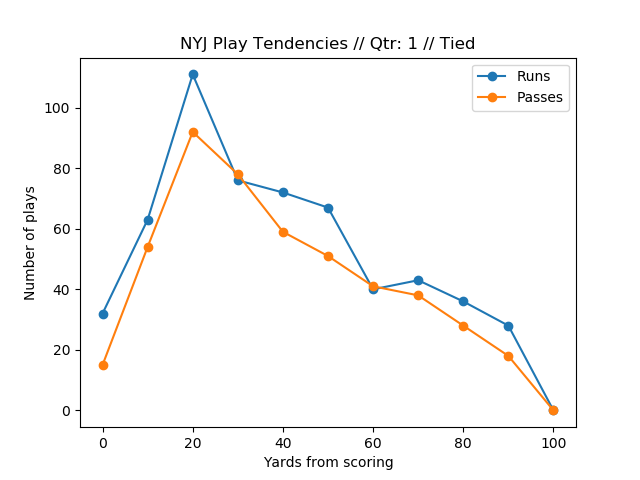 NYJ Play Tendencies // Qtr: 1 // Tied
Runs
Passes
100
80
60
40
20
0
Number of plays
0 20 40 60 80 100
Yards from scoring